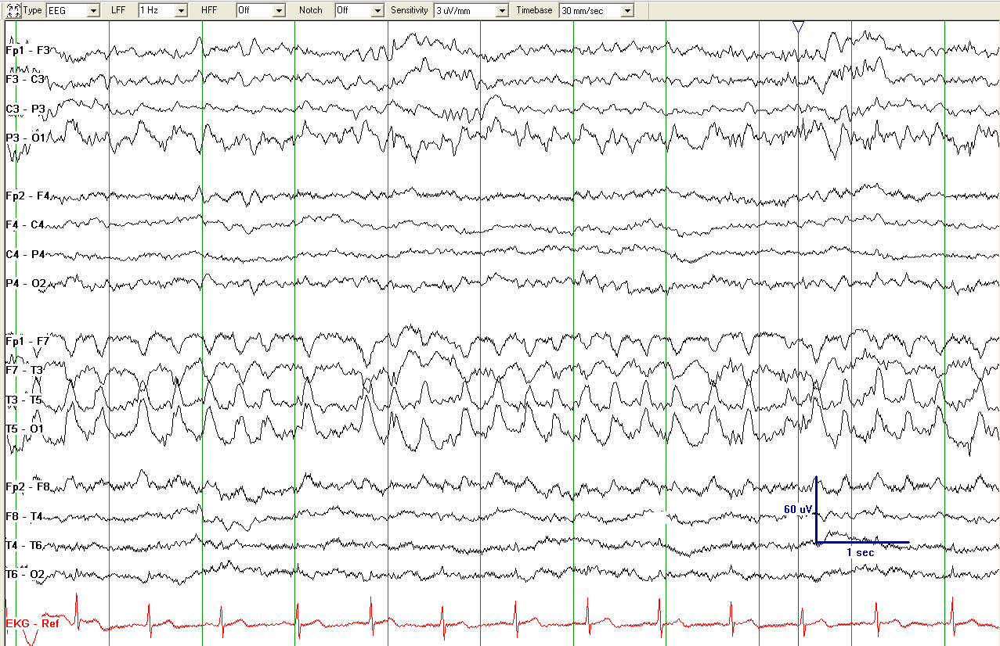 Type EEG LFF 1 Hz HFF Off Notch Off Sensitivity 3 uV/mm Timebase 30 mm/sec
Fp1 - F3
F3 - C3
C3 - P3
P3 - O1
Fp2 - F4
F4 - C4
C4 - P4
P4 - O2
Fp1 - F7
F7 - T3
T3 - T5
T5 - O1
Fp2 - F8
60 uV
F8 - T4
T4 - T6
1 sec
T6 - O2
EKG - Ref